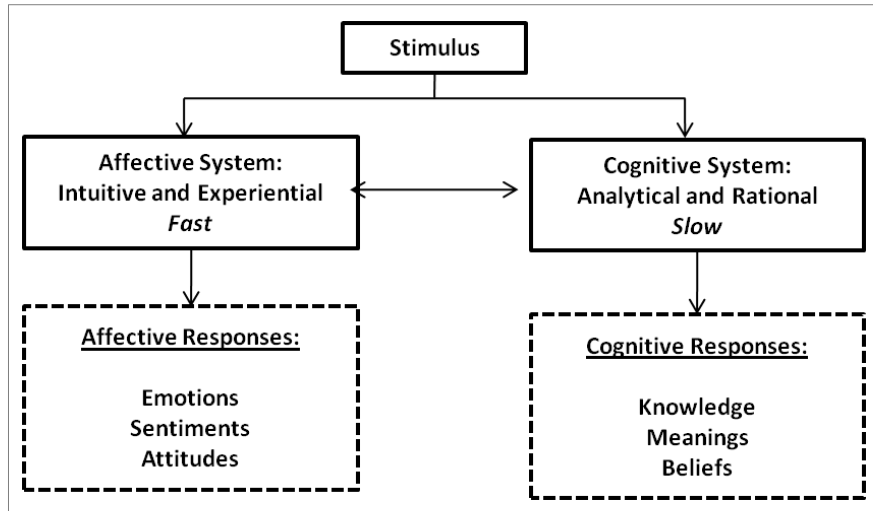 Stimulus
Affective System:
Intuitive and Experiential
Fast
Cognitive System:
Analytical and Rational
Slow
Affective Responses:
Emotions
Sentiments
Attitudes
Cognitive Responses:
Knowledge
Meanings
Beliefs